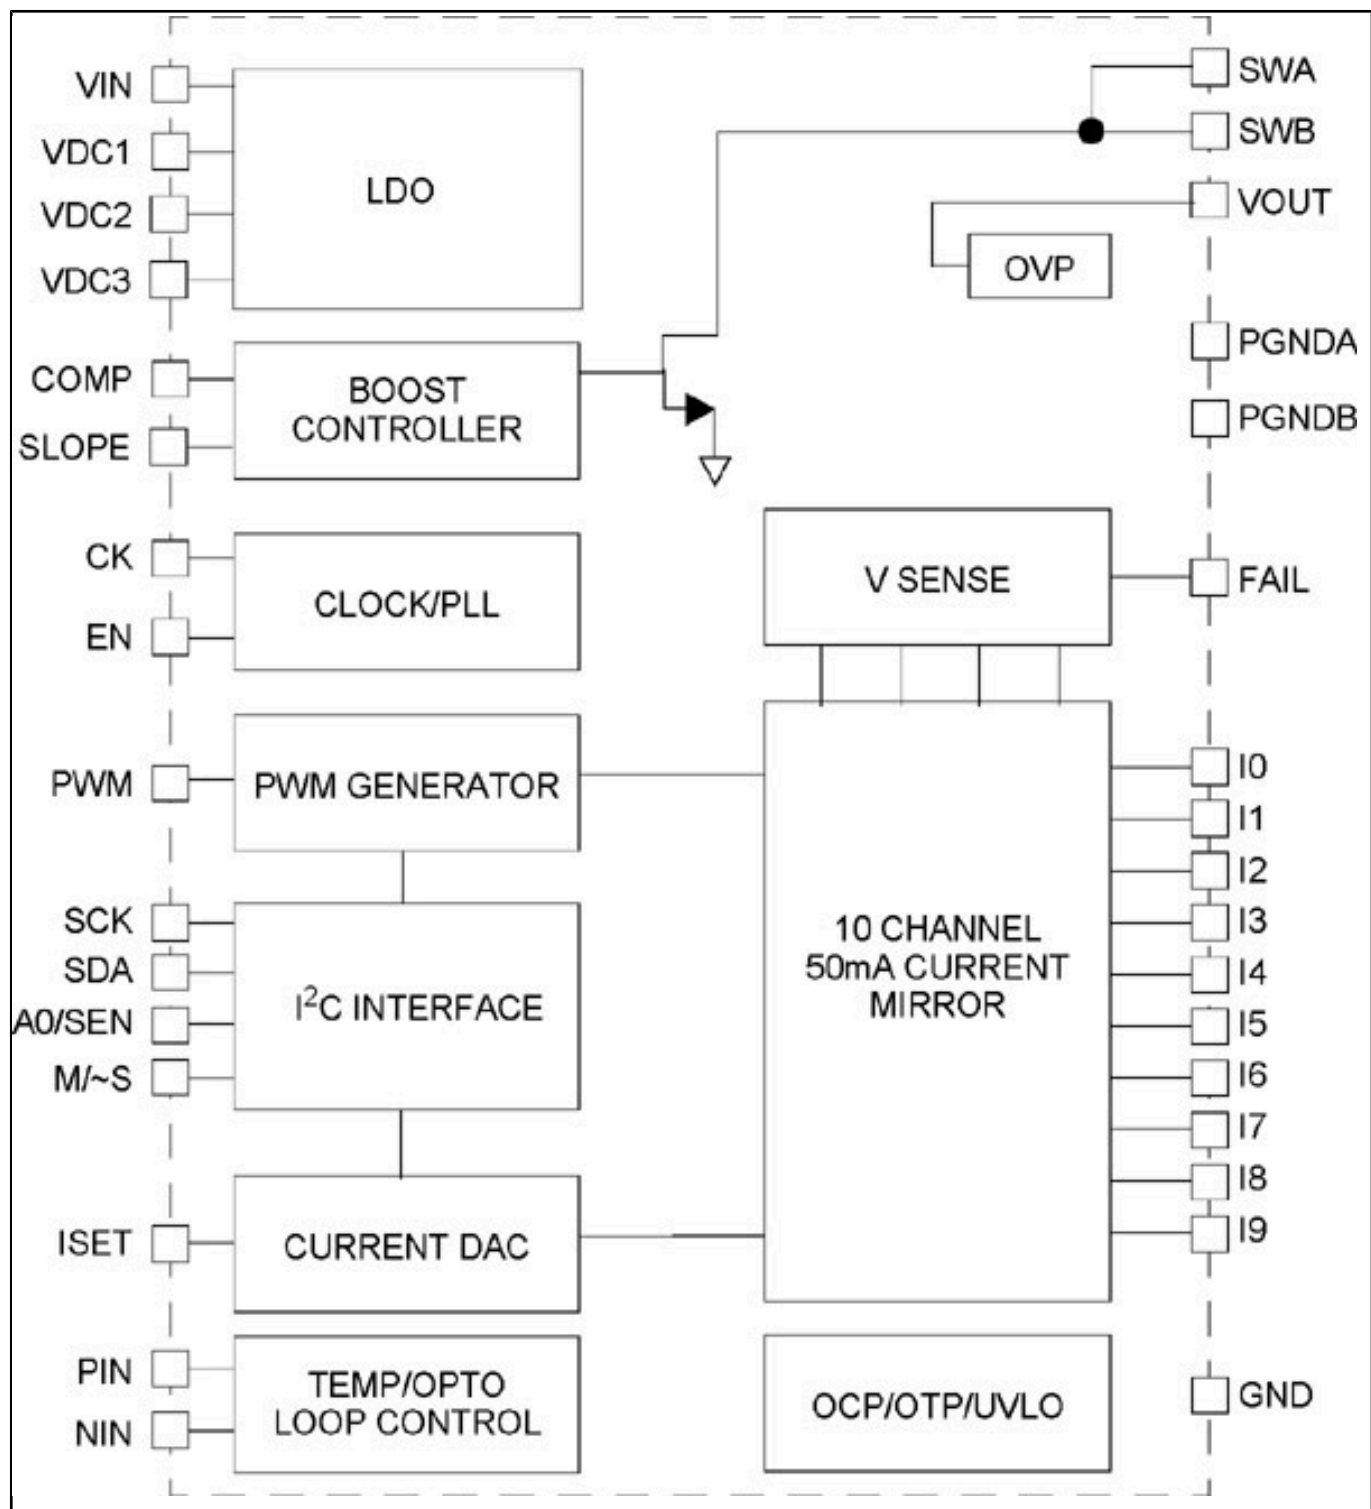 VIN
VDC1
VDC2
VDC3
LDO
COMP
SLOPE
BOOST
CONTROLLER
CK
EN
CLOCK/PLL
PWM
PWM GENERATOR
SCK
SDA
A0/SEN
M/~S
I²C INTERFACE
ISET
CURRENT DAC
PIN
NIN
TEMP/OPTO
LOOP CONTROL
SWA
SWB
VOUT
OVP
PGNDA
PGNDB
V SENSE
FAIL
10 CHANNEL
50mA CURRENT
MIRROR
I0
I1
I2
I3
I4
I5
I6
I7
I8
I9
OCP/OTP/UVLO
GND